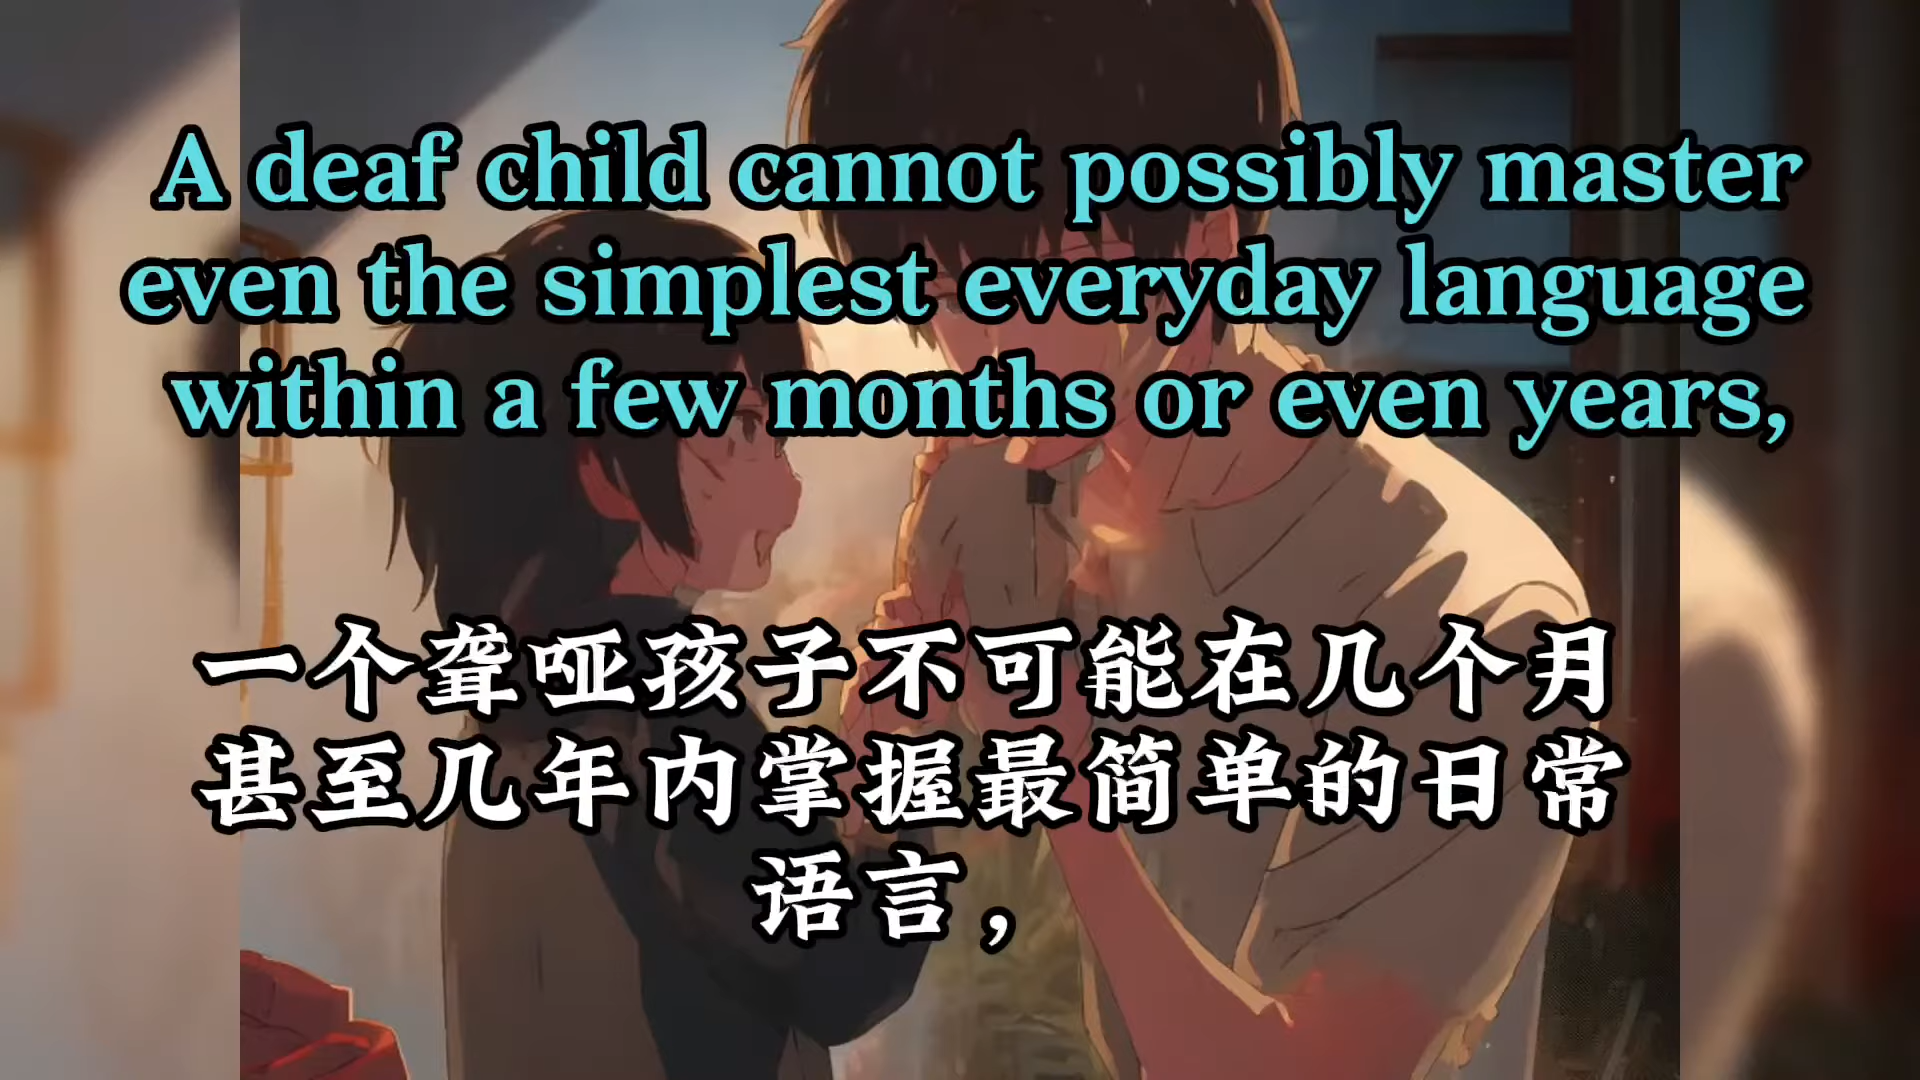 A deaf child cannot possibly master
even the simplest everyday language
within a few months or even years,
一个聋哑孩子不可能在几个月
甚至几年内掌握最简单的日常
语言，